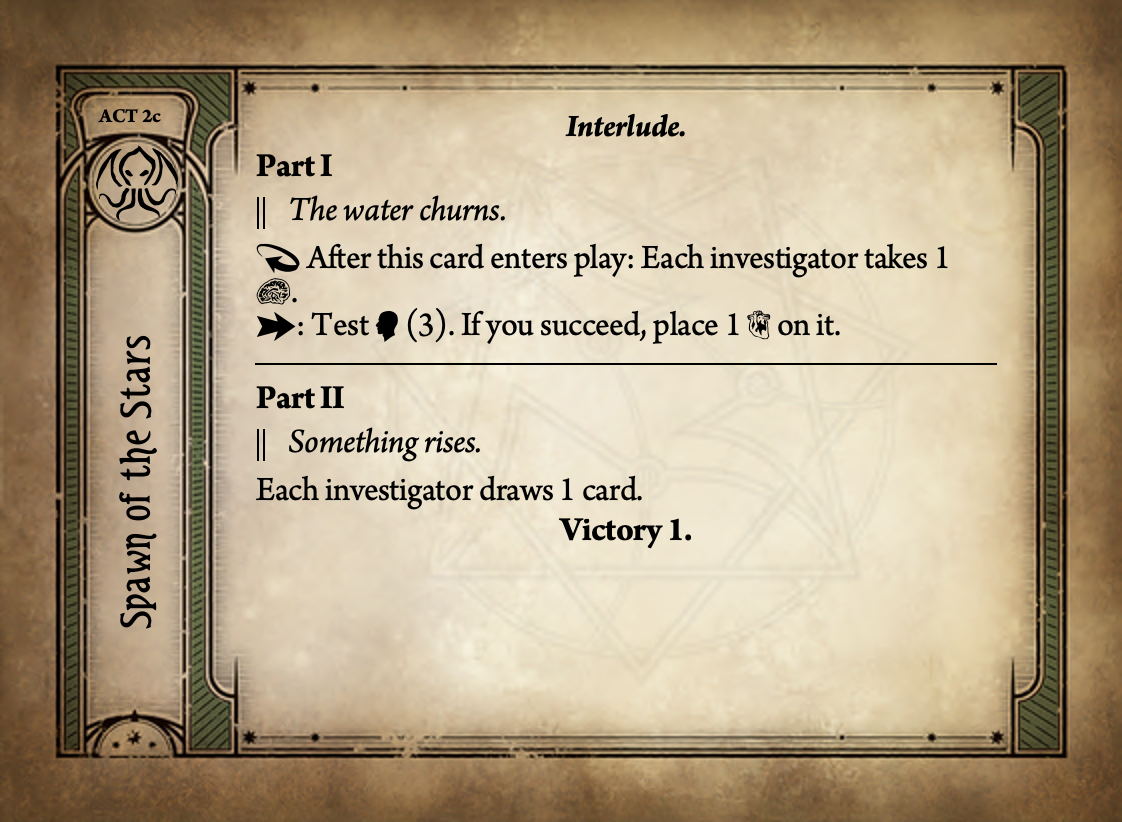 ACT 2c
Spawn of the Stars
Interlude.
Part I
The water churns.
After this card enters play: Each investigator takes 1
.
: Test (3). If you succeed, place 1 on it.
Part II
Something rises.
Each investigator draws 1 card.
Victory 1.